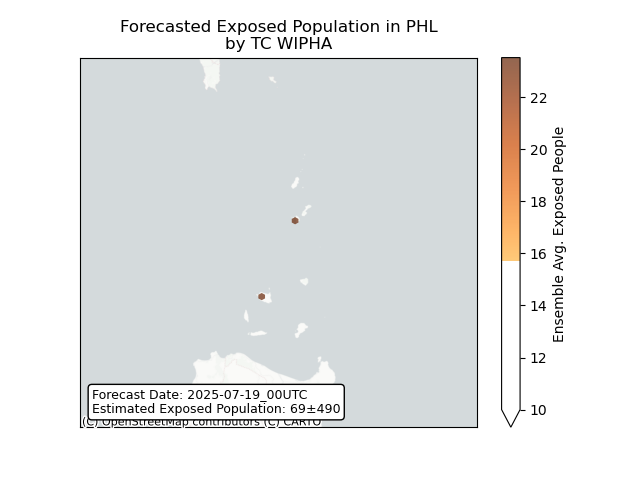 Forecasted Exposed Population in PHL
by TC WIPHA
22
20
18
16
14
12
10
Ensemble Avg. Exposed People
Forecast Date: 2025-07-19_00UTC
Estimated Exposed Population: 69±490
(C) OpenStreetMap contributors (C) CARTO